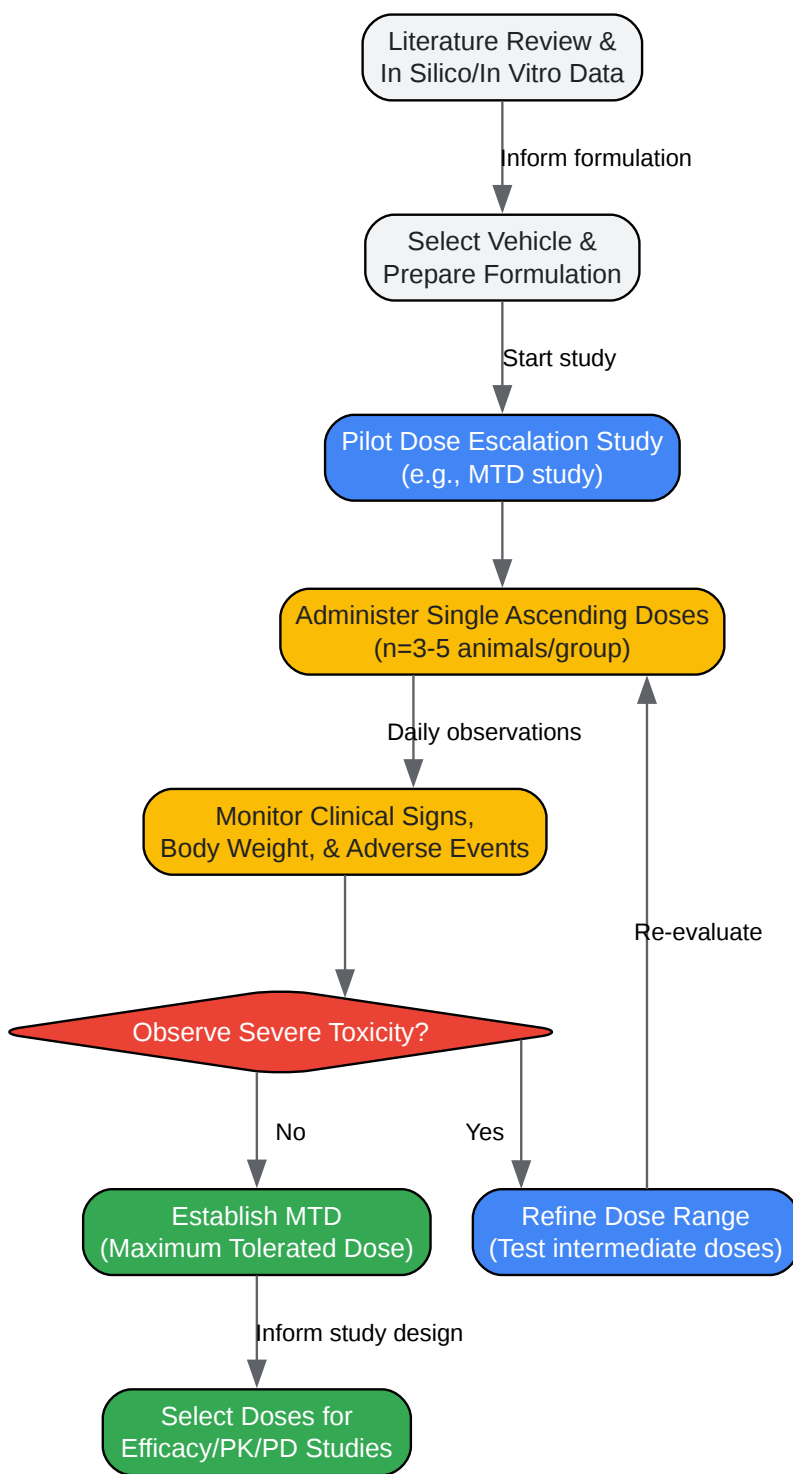 Literature Review &
In Silico/In Vitro Data
Inform formulation
Select Vehicle &
Prepare Formulation
Start study
Pilot Dose Escalation Study
(e.g., MTD study)
Administer Single Ascending Doses
(n=3-5 animals/group)
Daily observations
Monitor Clinical Signs,
Body Weight, & Adverse Events
Re-evaluate
Observe Severe Toxicity?
No
Yes
Establish MTD
(Maximum Tolerated Dose)
Refine Dose Range
(Test intermediate doses)
Inform study design
Select Doses for
Efficacy/PK/PD Studies